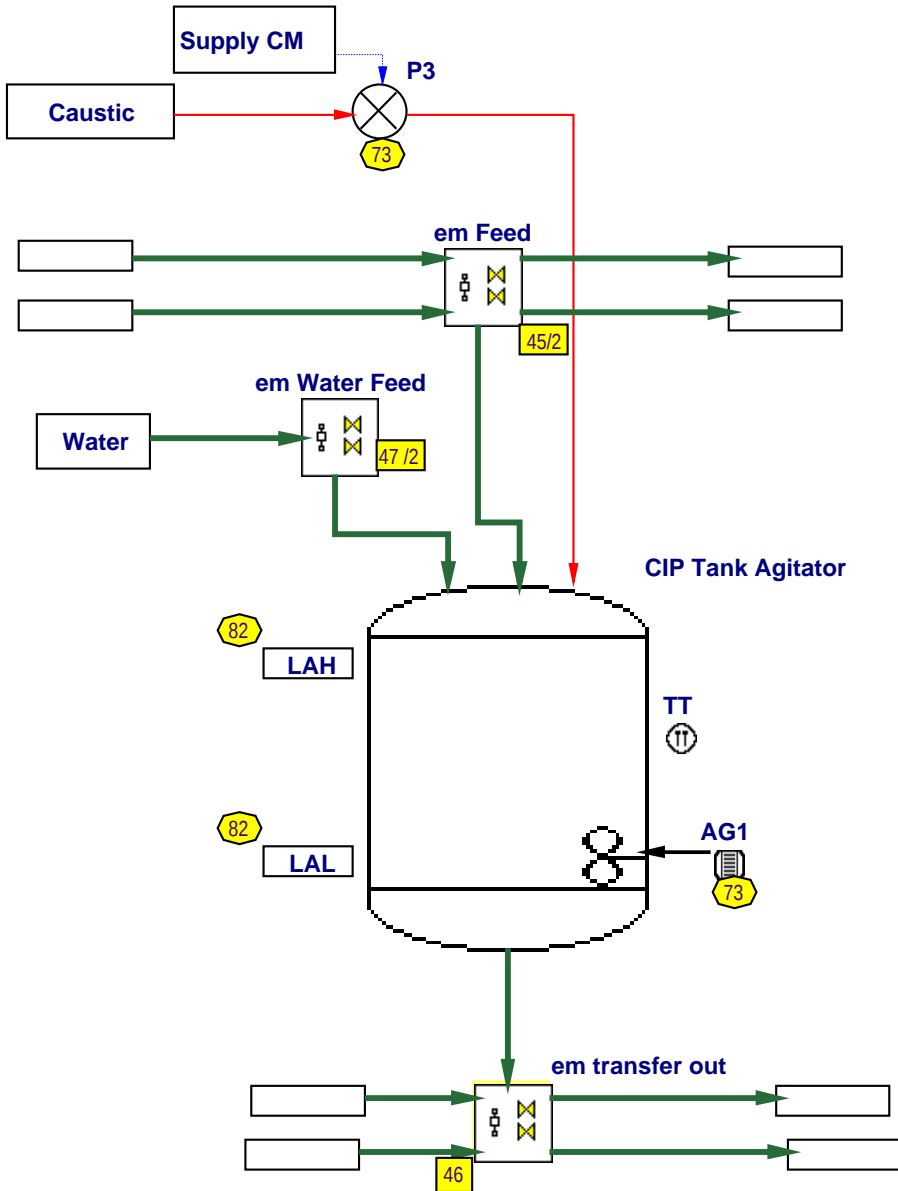 Supply CM
P3
Caustic
73
em Feed
45/2
em Water Feed
Water
47 /2
CIP Tank Agitator
82
LAH
TT
82
AG1
LAL
73
em transfer out
46